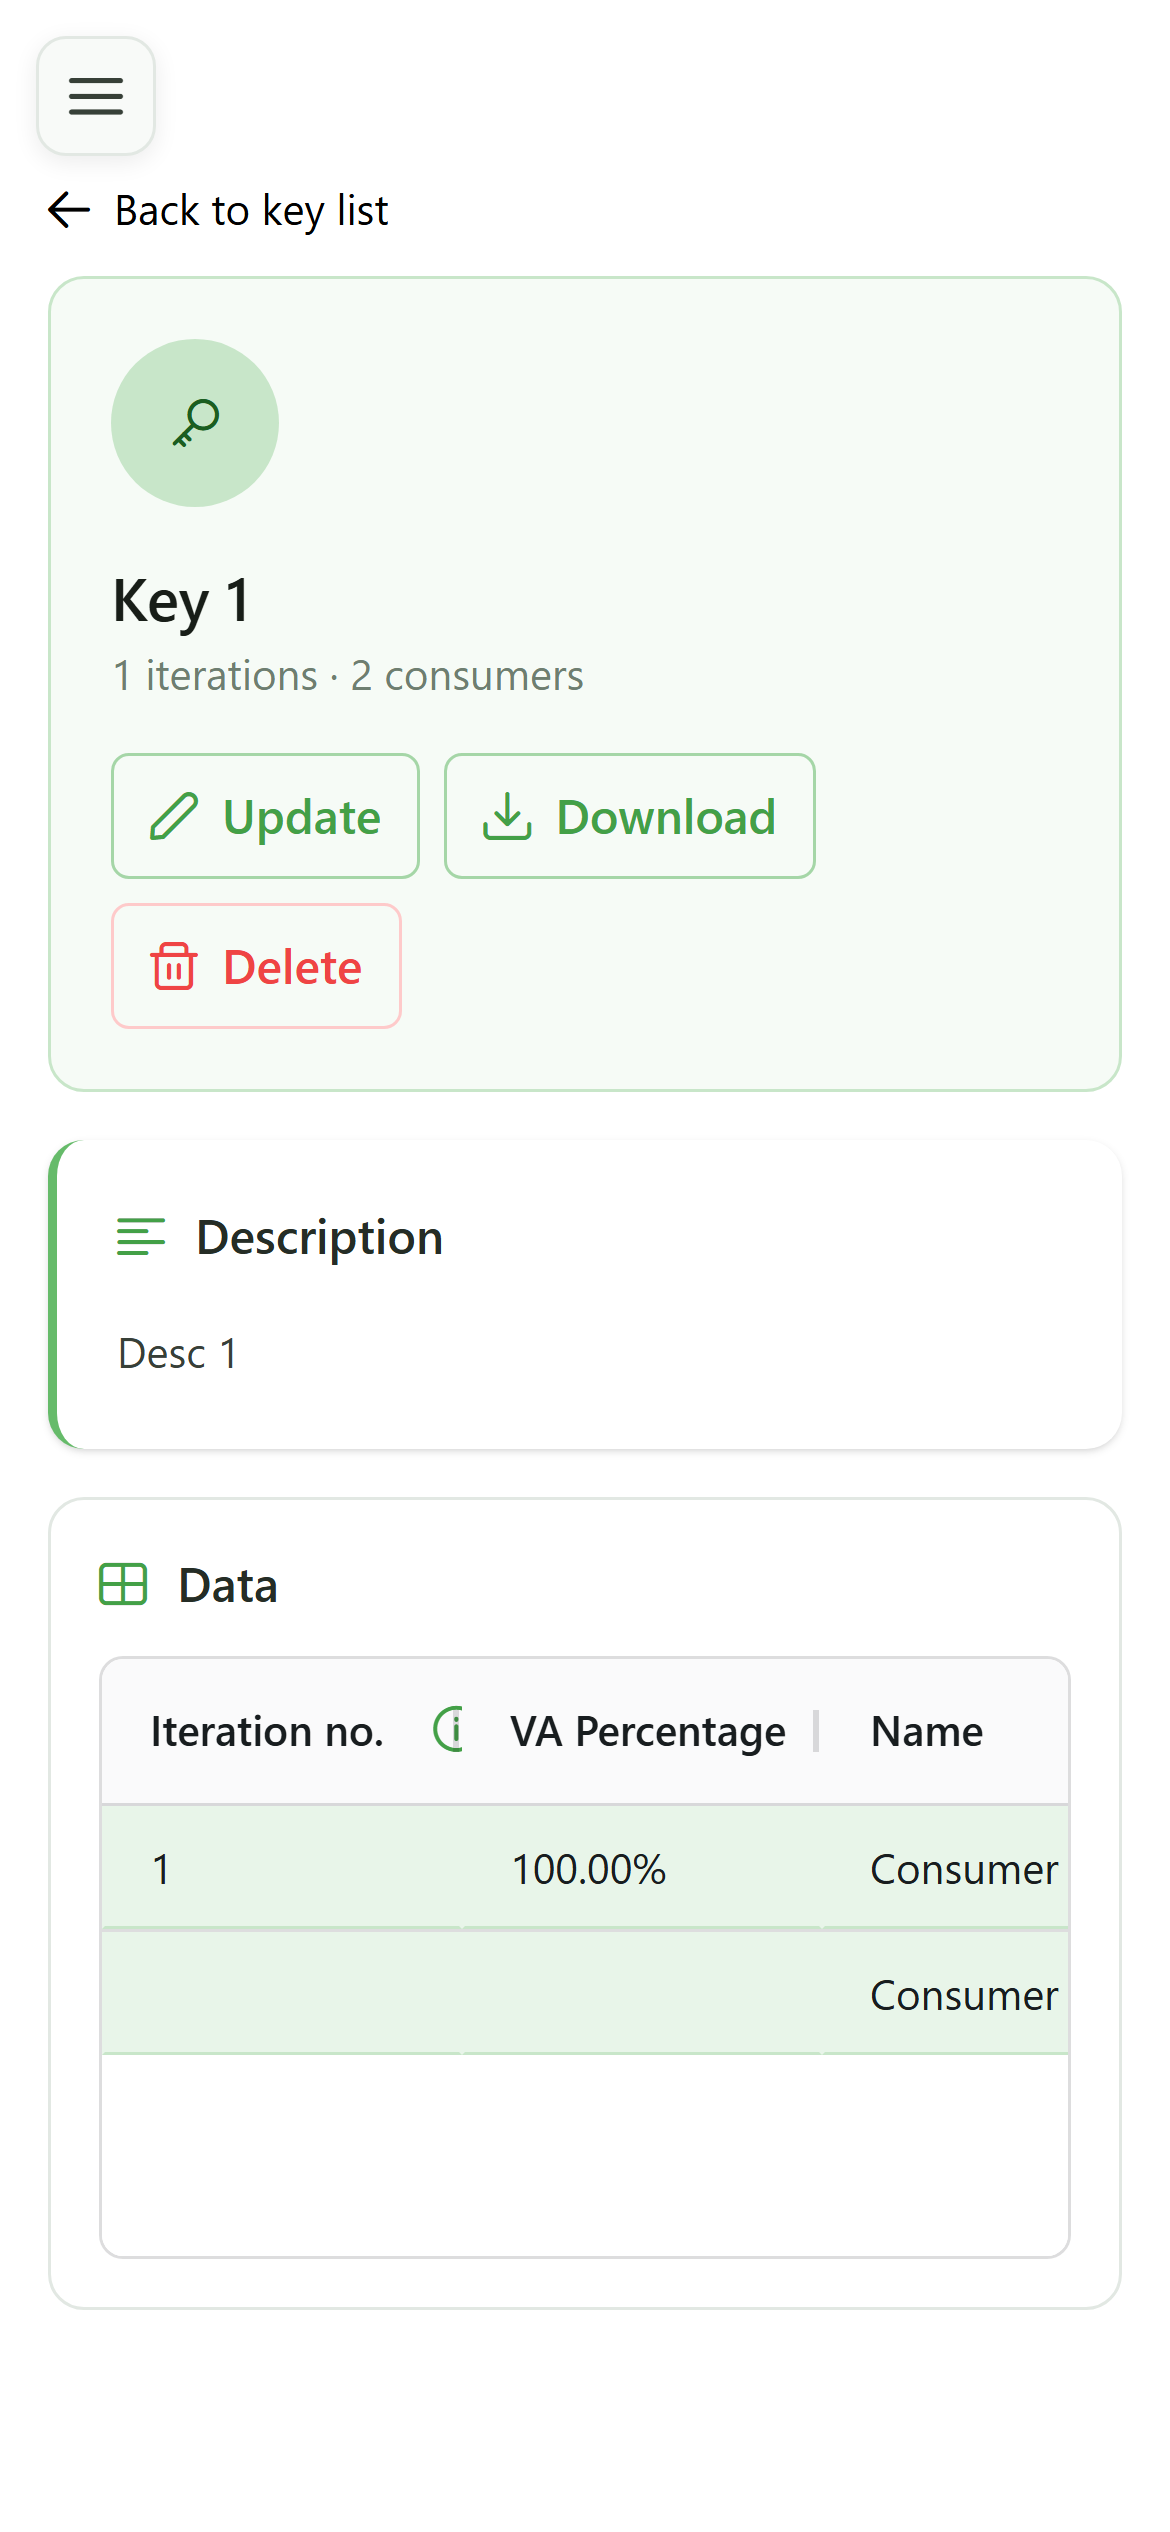 Back to key list
Key 1
1 iterations · 2 consumers
Update
Download
Delete
Description
Desc 1
Data
Iteration no. VA Percentage Name
1 100.00% Consumer
Consumer